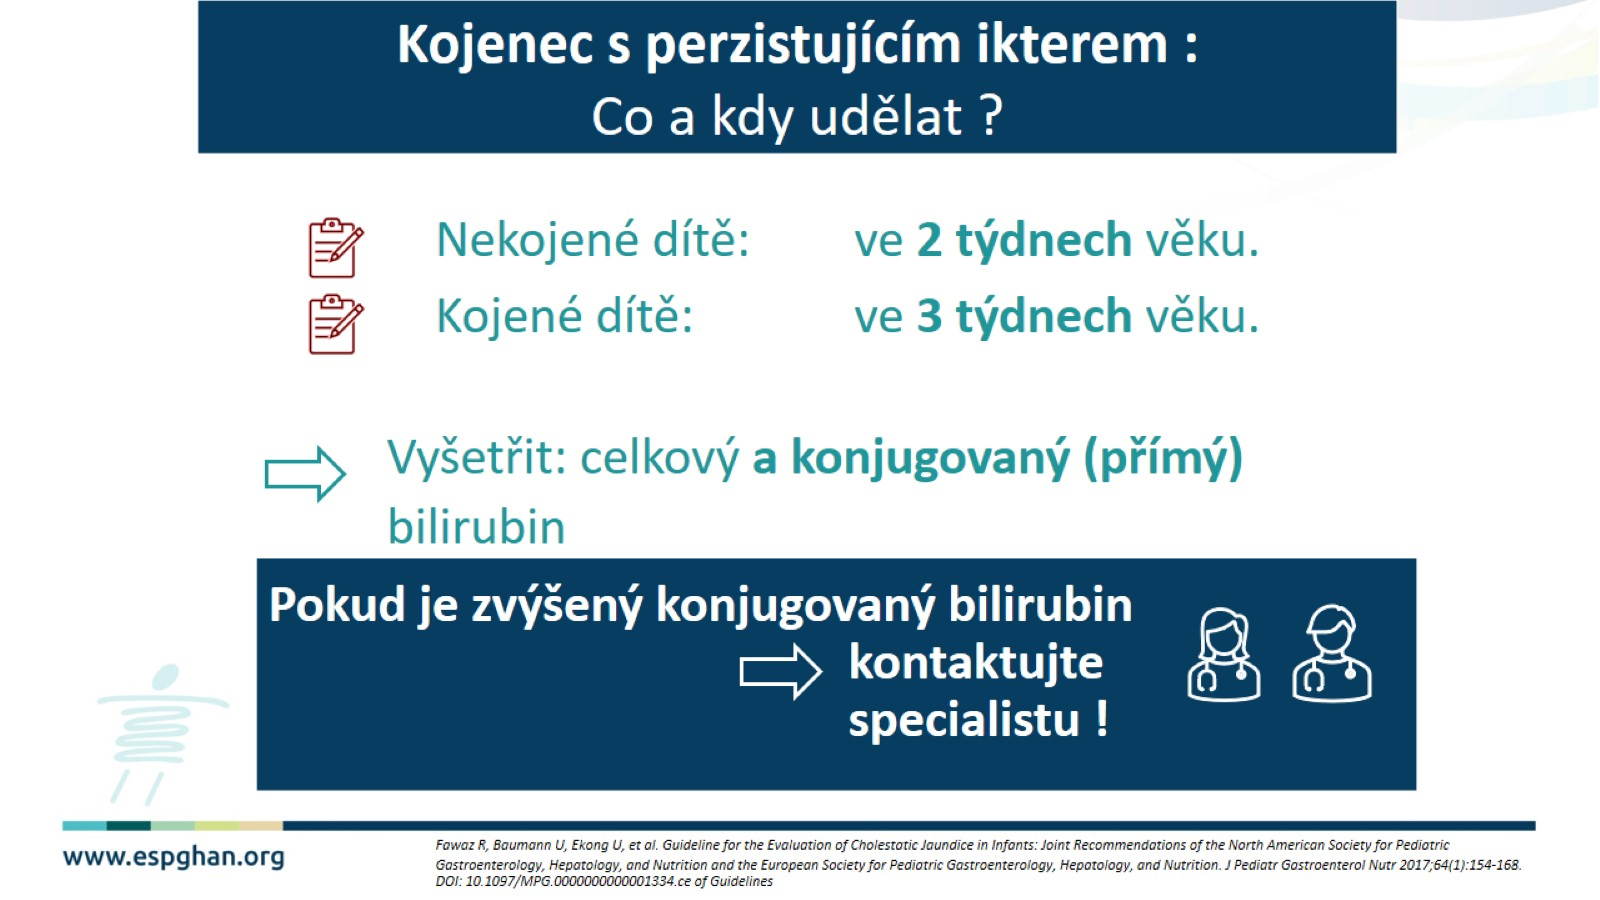 Kojenec s perzistujícím ikterem :
Co a kdy udělat ?
Nekojené dítě: ve 2 týdnech věku.
Kojené dítě: ve 3 týdnech věku.
Vyšetřit: celkový a konjugovaný (přímý)
bilirubin
Pokud je zvýšený konjugovaný bilirubin
kontaktujte
specialistu !
www.espghan.org
Fawaz R, Baumann U, Ekong U, et al. Guideline for the Evaluation of Cholestatic Jaundice in Infants: Joint Recommendations of the North American Society for Pediatric
Gastroenterology, Hepatology, and Nutrition and the European Society for Pediatric Gastroenterology, Hepatology, and Nutrition. J Pediatr Gastroenterol Nutr 2017;64(1):154-168.
DOI: 10.1097/MPG.0000000000001334.ce of Guidelines